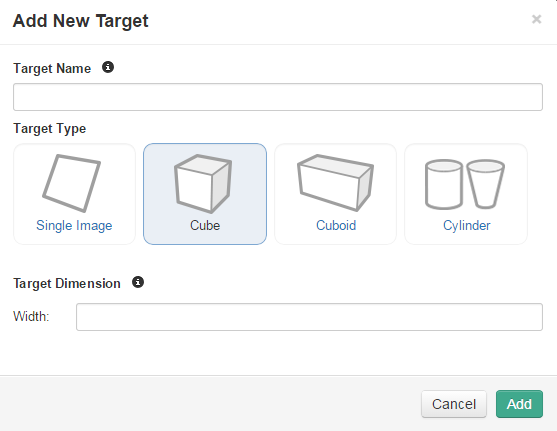 Add New Target ×
Target Name
Target Type
Single Image Cube Cuboid Cylinder
Target Dimension
Width:
Cancel Add